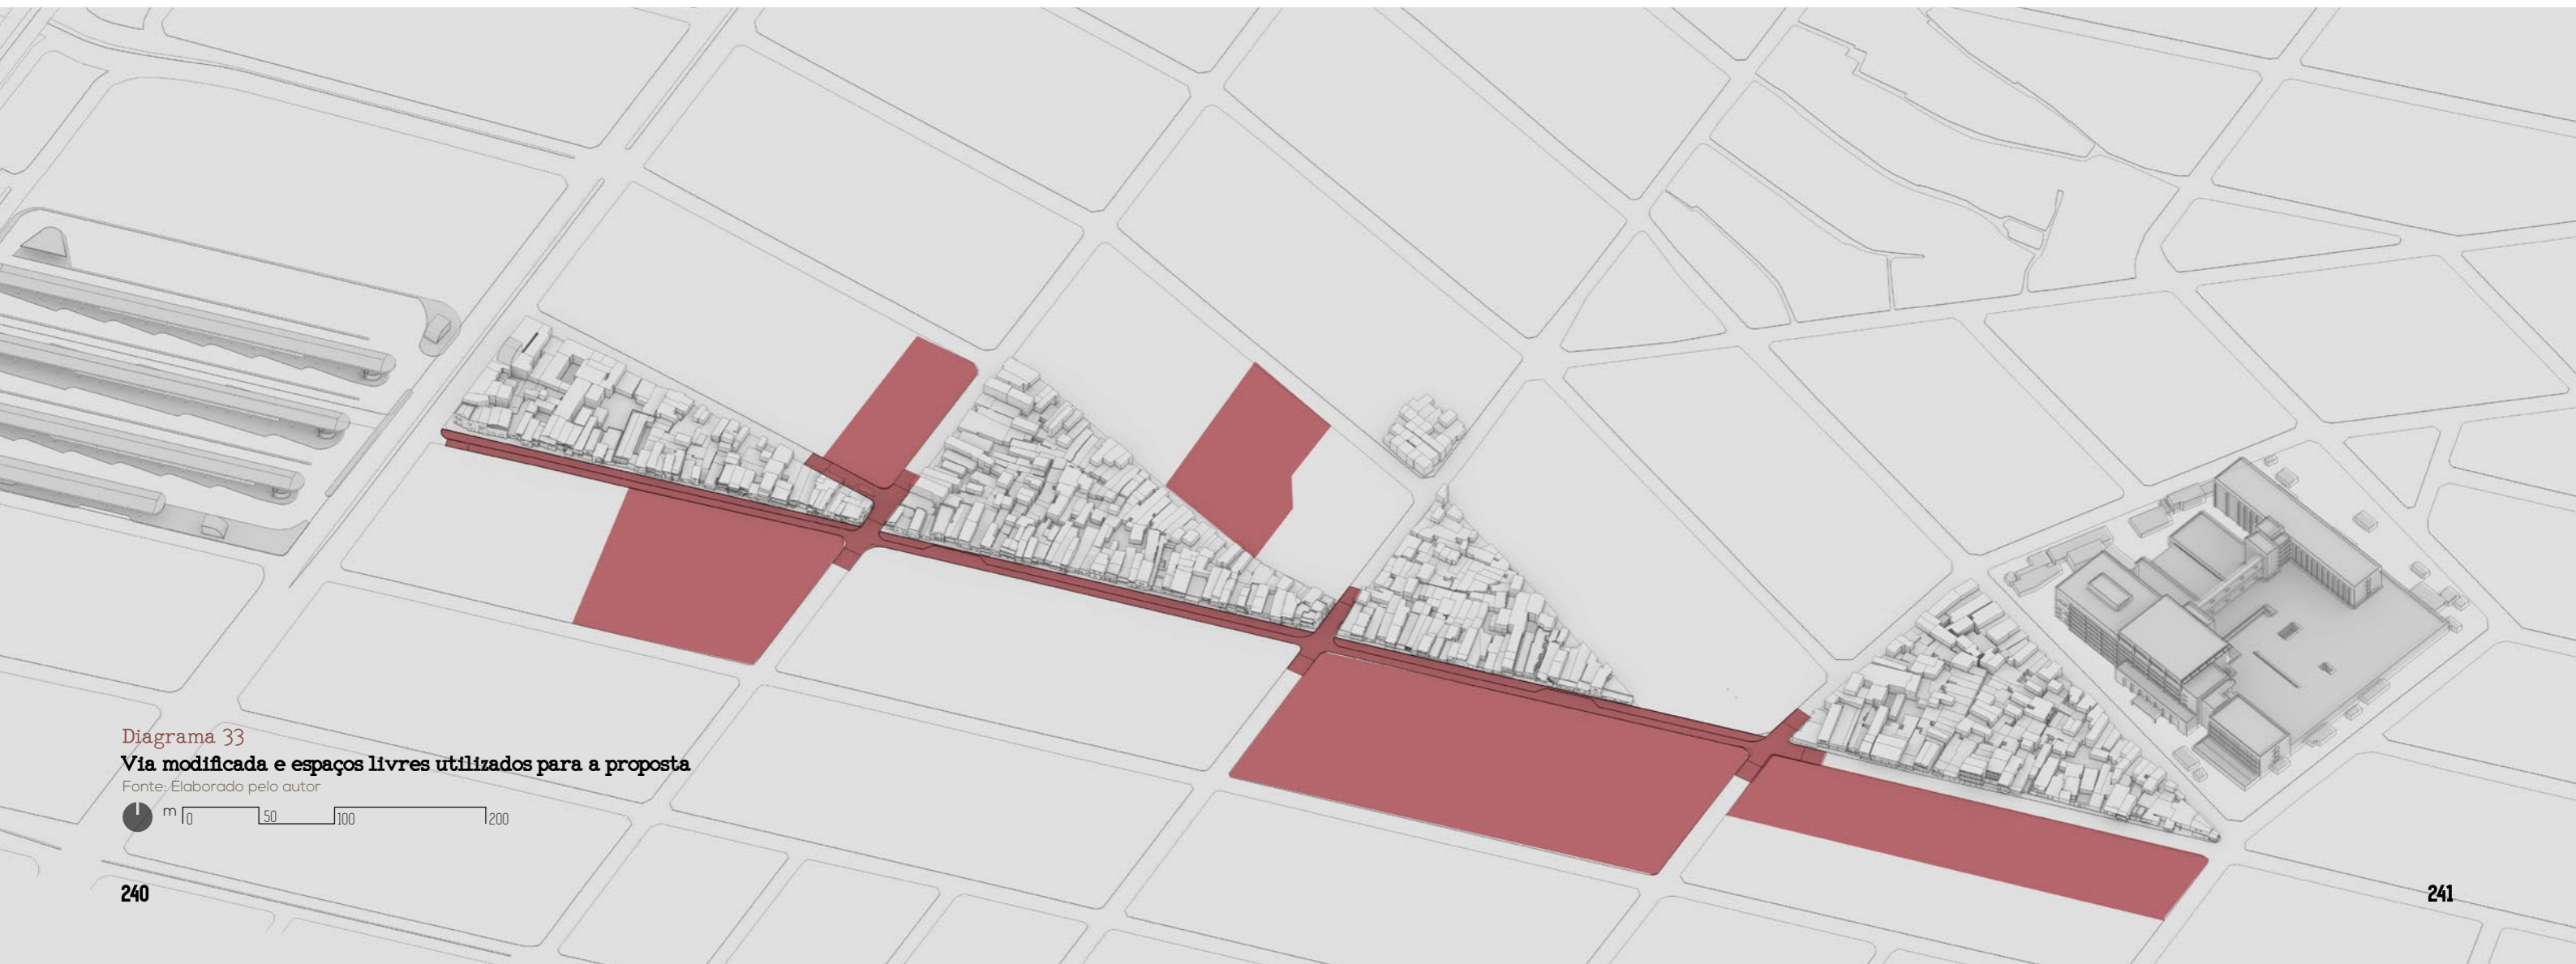 Diagrama 33
Via modificada e espaços livres utilizados para a proposta
Fonte: Elaborado pelo autor
m 0 50 100 200
240
241